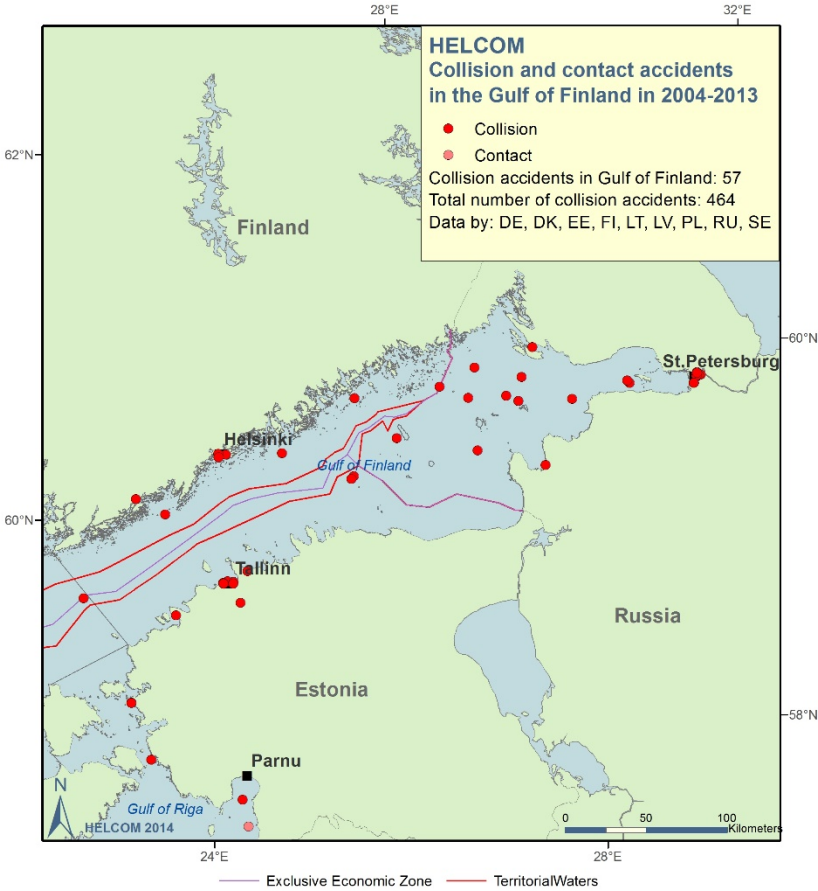 28°E
32°E
HELCOM
Collision and contact accidents
in the Gulf of Finland in 2004-2013
Collision
Contact
Collision accidents in Gulf of Finland: 57
Total number of collision accidents: 464
Data by: DE, DK, EE, FI, LT, LV, PL, RU, SE
62°N
Finland
60°N
St.Petersburg
Helsinki
Gulf of Finland
60°N
Tallinn
Russia
Estonia
58°N
Parnu
N
Gulf of Riga
HELCOM 2014
0 50 100
Kilometers
24°E
28°E
Exclusive Economic Zone
TerritorialWaters